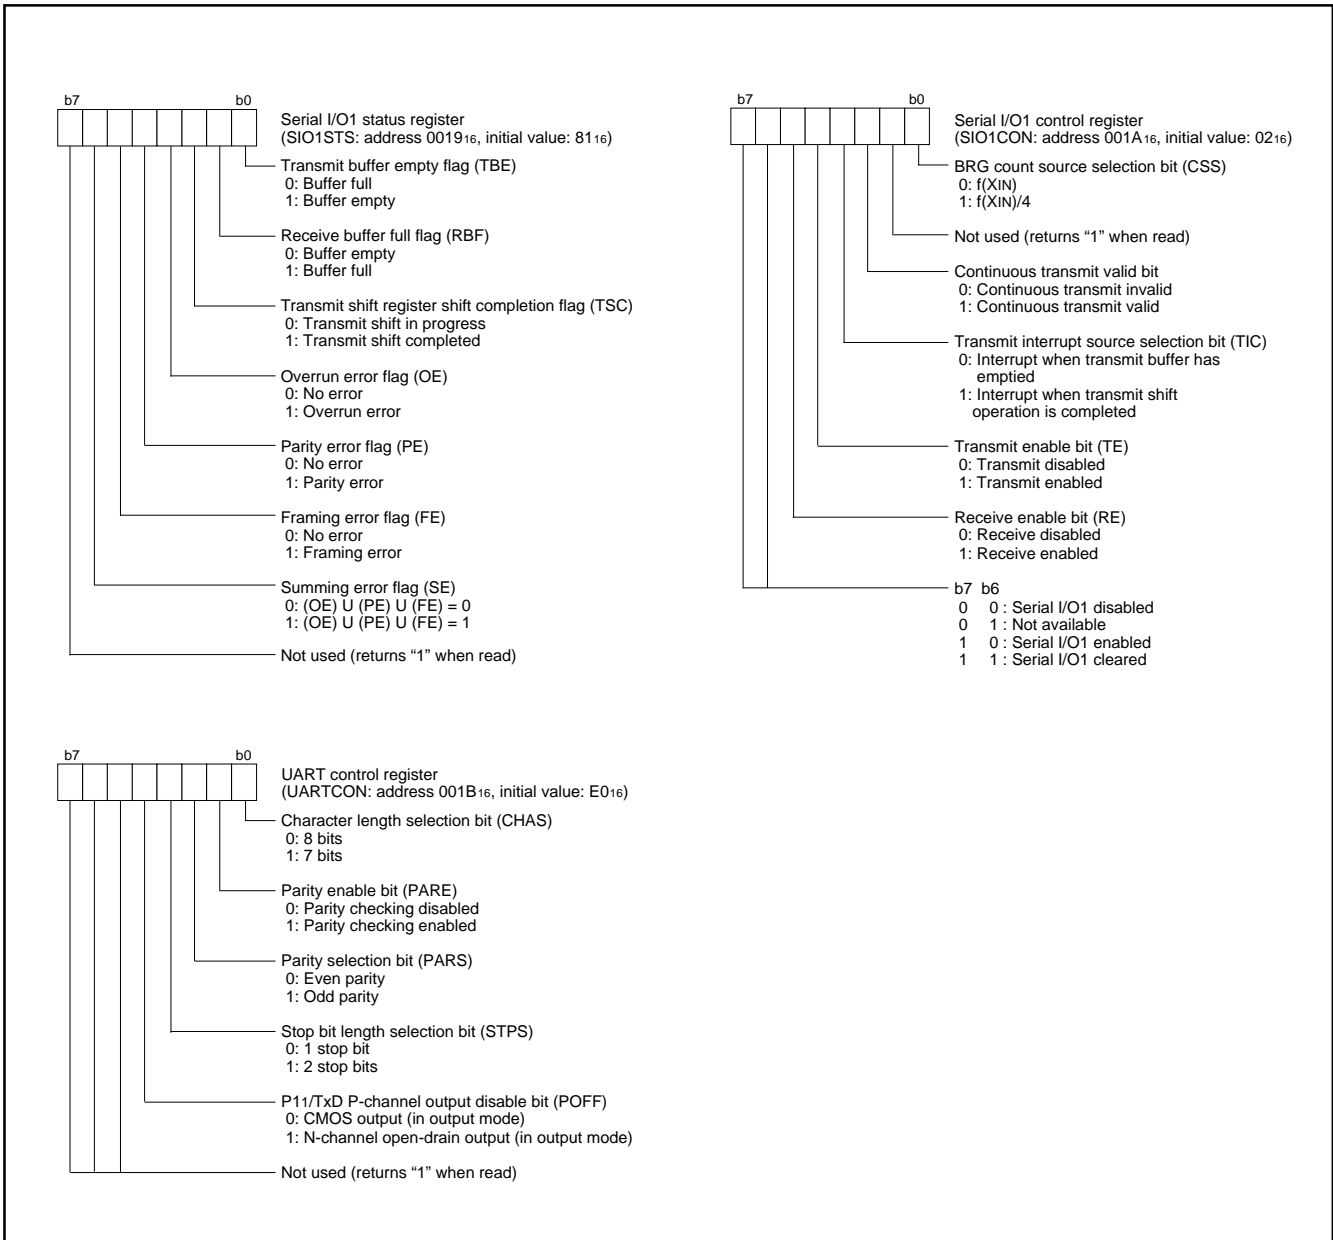 b7 b0
Serial I/O1 status register
(SIO1STS: address 001916, initial value: 8116)
Transmit buffer empty flag (TBE)
0: Buffer full
1: Buffer empty
Receive buffer full flag (RBF)
0: Buffer empty
1: Buffer full
Transmit shift register shift completion flag (TSC)
0: Transmit shift in progress
1: Transmit shift completed
Overrun error flag (OE)
0: No error
1: Overrun error
Parity error flag (PE)
0: No error
1: Parity error
Framing error flag (FE)
0: No error
1: Framing error
Summing error flag (SE)
0: (OE) U (PE) U (FE) = 0
1: (OE) U (PE) U (FE) = 1
Not used (returns “1” when read)
b7 b0
Serial I/O1 control register
(SIO1CON: address 001A16, initial value: 0216)
BRG count source selection bit (CSS)
0: f(XIN)
1: f(XIN)/4
Not used (returns “1” when read)
Continuous transmit valid bit
0: Continuous transmit invalid
1: Continuous transmit valid
Transmit interrupt source selection bit (TIC)
0: Interrupt when transmit buffer has
emptied
1: Interrupt when transmit shift
operation is completed
Transmit enable bit (TE)
0: Transmit disabled
1: Transmit enabled
Receive enable bit (RE)
0: Receive disabled
1: Receive enabled
b7 b6
0 0 : Serial I/O1 disabled
0 1 : Not available
1 0 : Serial I/O1 enabled
1 1 : Serial I/O1 cleared
b7 b0
UART control register
(UARTCON: address 001B16, initial value: E016)
Character length selection bit (CHAS)
0: 8 bits
1: 7 bits
Parity enable bit (PARE)
0: Parity checking disabled
1: Parity checking enabled
Parity selection bit (PARS)
0: Even parity
1: Odd parity
Stop bit length selection bit (STPS)
0: 1 stop bit
1: 2 stop bits
P11/TxD P-channel output disable bit (POFF)
0: CMOS output (in output mode)
1: N-channel open-drain output (in output mode)
Not used (returns “1” when read)